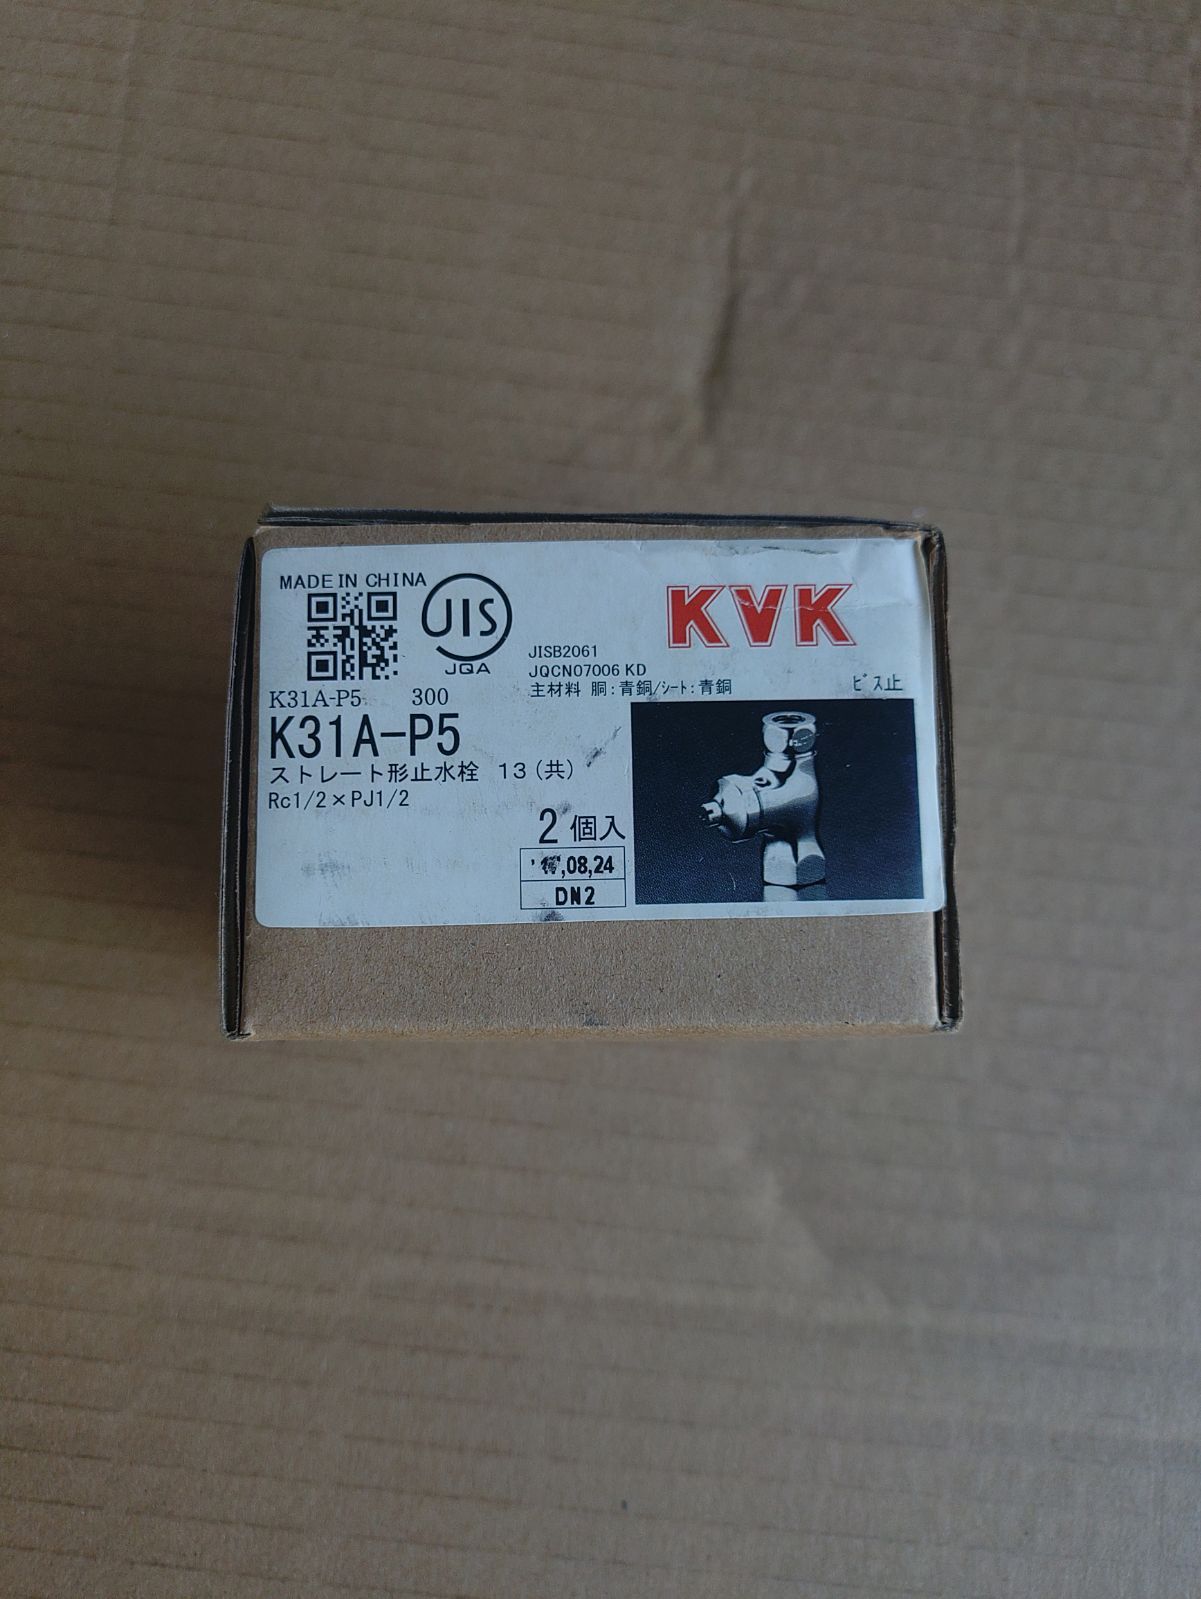 MADE IN CHINA
JIS
JQA
JISB2061
JQCN07006 KD
主材料 胴:青銅/シート:青銅
KVK
ビス止
K31A-P5 300
K31A-P5
ストレート形止水栓 13(共)
Rc1/2×PJ1/2
2 個入
,08,24
DN2